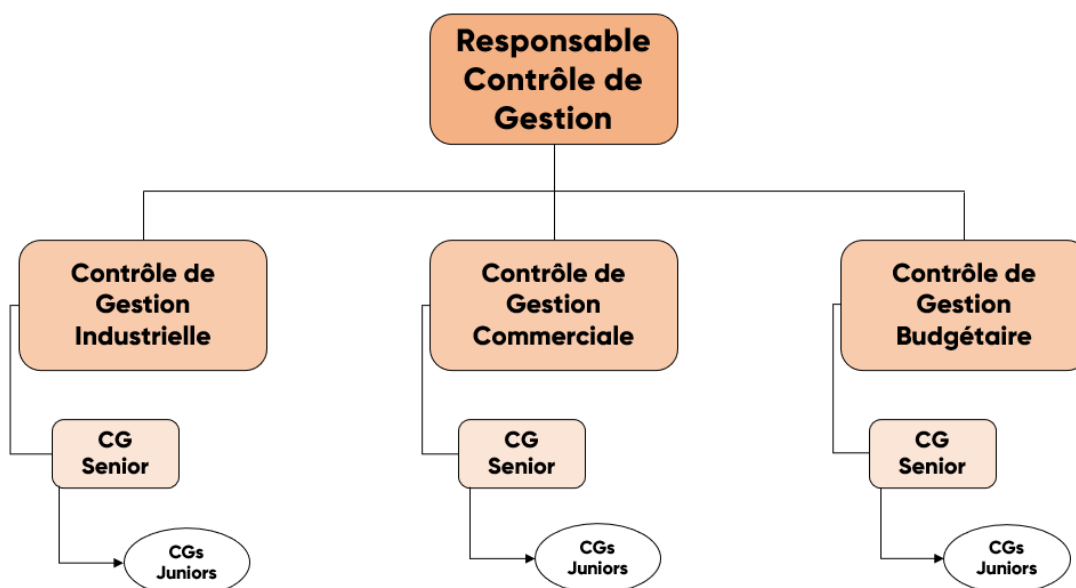 Responsable
Contrôle de
Gestion
Contrôle de
Gestion
Industrielle
Contrôle de
Gestion
Commerciale
Contrôle de
Gestion
Budgétaire
CG
Senior
CG
Senior
CG
Senior
CGs
Juniors
CGs
Juniors
CGs
Juniors